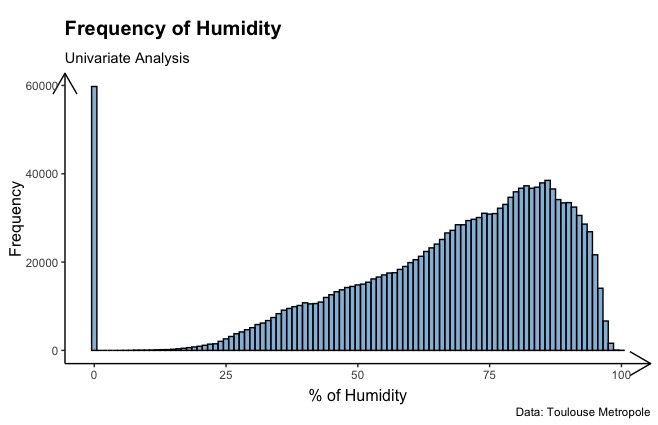 Frequency of Humidity
Univariate Analysis
60000
40000
20000
0
Frequency
0 25 50 75 100
% of Humidity
Data: Toulouse Metropole